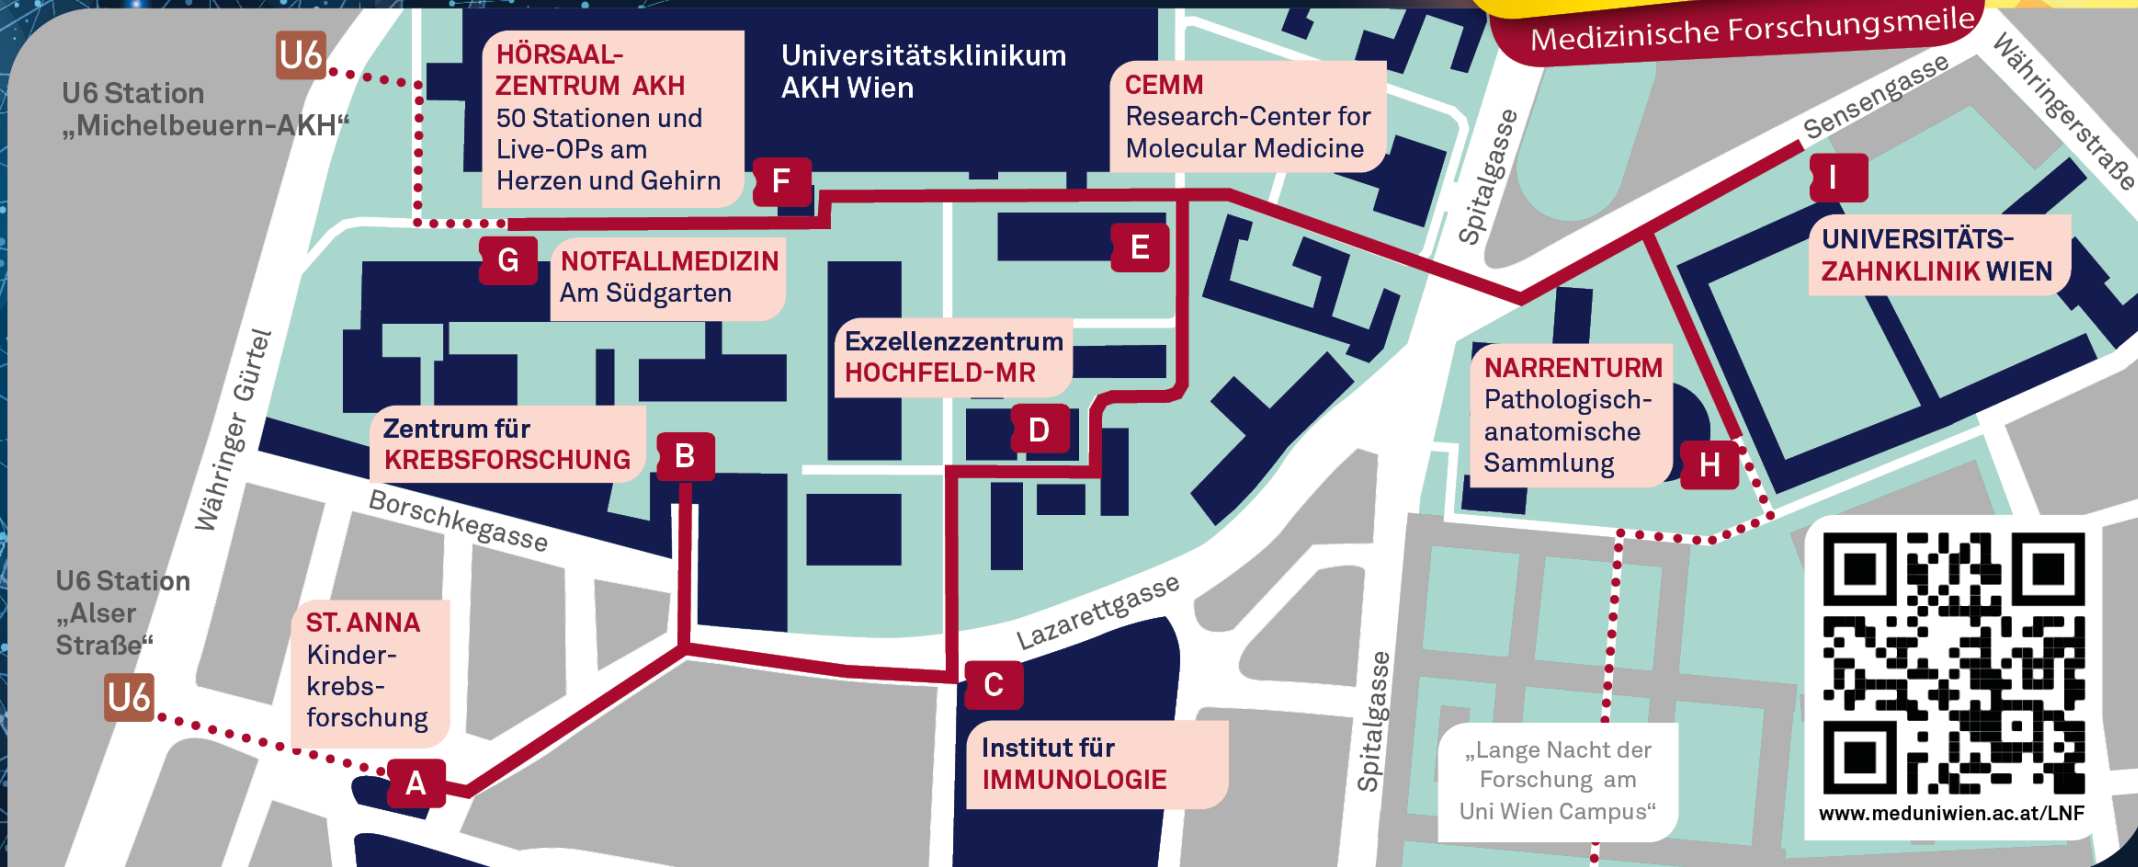 Medizinische Forschungsmeile
U6
U6 Station
„Michelbeuern-AKH“
HÖRSAAL-
ZENTRUM AKH
50 Stationen und
Live-OPs am
Herzen und Gehirn
Universitätsklinikum
AKH Wien
CEMM
Research-Center for
Molecular Medicine
Spitalgasse
Sensengasse
Währingerstraße
F
I
UNIVERSITÄTS-
ZAHNKLINIK WIEN
G
NOTFALLMEDIZIN
Am Südgarten
E
Währinger Gürtel
Exzellenzzentrum
HOCHFELD-MR
D
NARRENTURM
Pathologisch-
anatomische
Sammlung
H
Zentrum für
KREBSFORSCHUNG
B
Borschkegasse
U6 Station
„Alser
Straße“
U6
ST. ANNA
Kinder-
krebs-
forschung
A
Lazarettgasse
C
Institut für
IMMUNOLOGIE
Spitalgasse
„Lange Nacht der
Forschung am
Uni Wien Campus“
www.meduniwien.ac.at/LNF